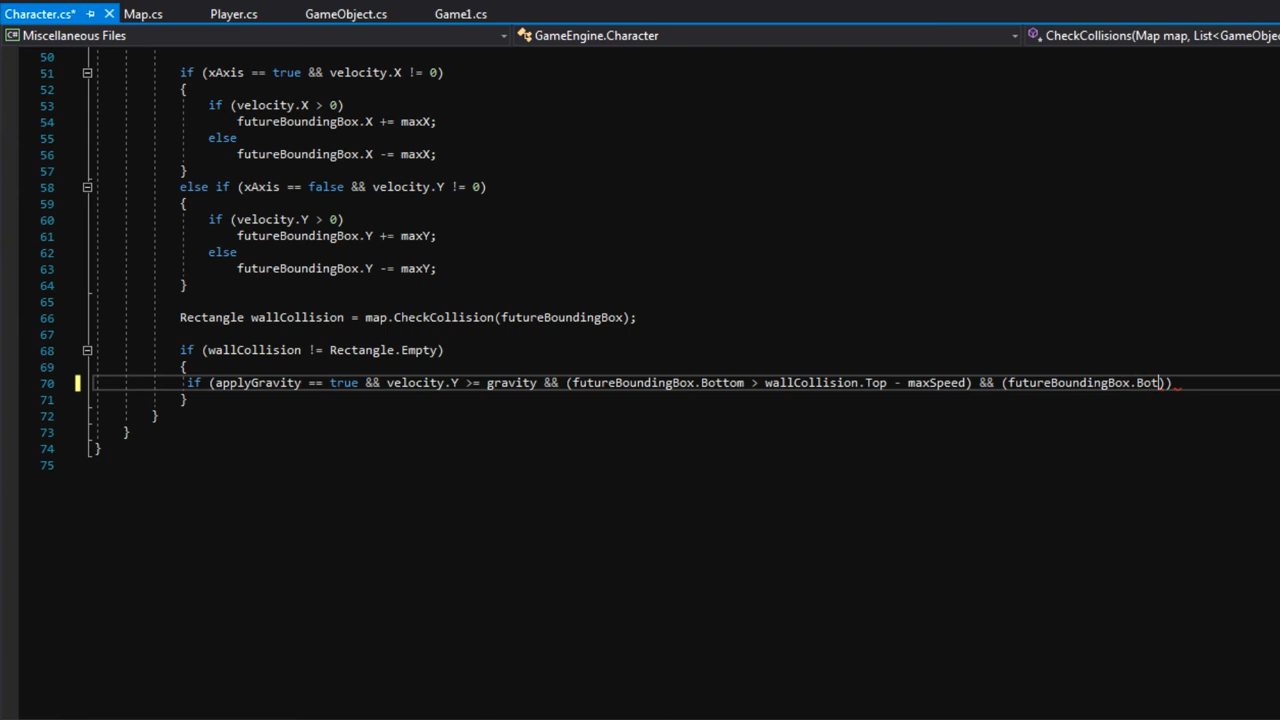 Character.cs* Map.cs Player.cs GameObject.cs Game1.cs
C# Miscellaneous Files GameEngine.Character CheckCollisions(Map map, List<GameObjec
50
51 if (xAxis == true && velocity.X != 0)
52 {
53 if (velocity.X > 0)
54 futureBoundingBox.X += maxX;
55 else
56 futureBoundingBox.X -= maxX;
57 }
58 else if (xAxis == false && velocity.Y != 0)
59 {
60 if (velocity.Y > 0)
61 futureBoundingBox.Y += maxY;
62 else
63 futureBoundingBox.Y -= maxY;
64 }
65
66 Rectangle wallCollision = map.CheckCollision(futureBoundingBox);
67
68 if (wallCollision != Rectangle.Empty)
69 {
70 if (applyGravity == true && velocity.Y >= gravity && (futureBoundingBox.Bottom > wallCollision.Top - maxSpeed) && (futureBoundingBox.Bot))
71 }
72 }
73 }
74 }
75